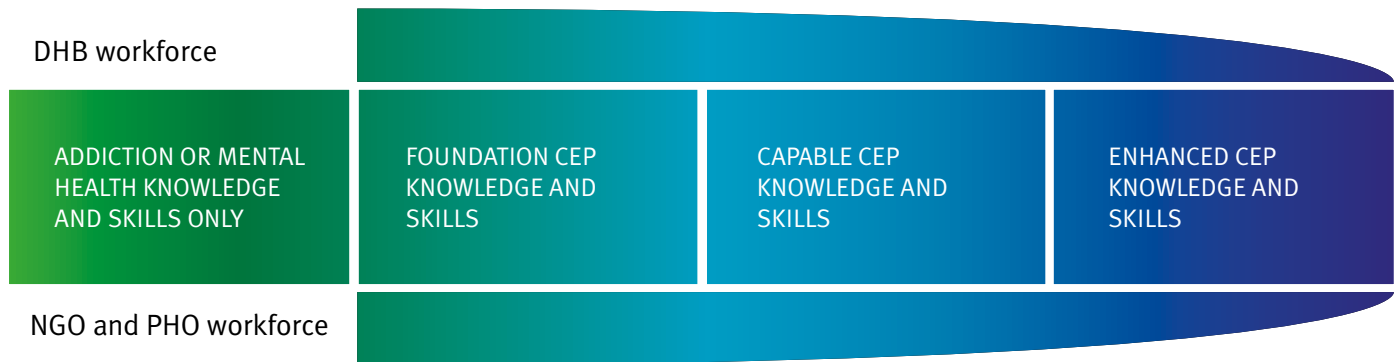 DHB workforce
ADDICTION OR MENTAL
HEALTH KNOWLEDGE
AND SKILLS ONLY
FOUNDATION CEP
KNOWLEDGE AND
SKILLS
CAPABLE CEP
KNOWLEDGE AND
SKILLS
ENHANCED CEP
KNOWLEDGE AND
SKILLS
NGO and PHO workforce